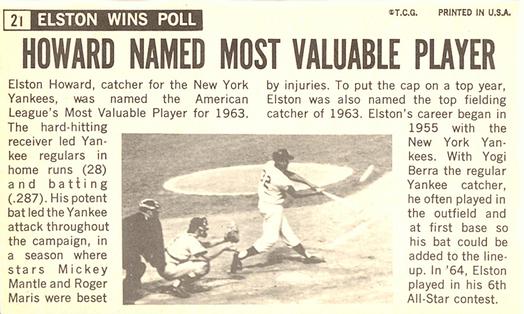 21 ELSTON WINS POLL
©T.C.G. PRINTED IN U.S.A.
HOWARD NAMED MOST VALUABLE PLAYER
Elston Howard, catcher for the New York
Yankees, was named the American
League's Most Valuable Player for 1963.
The hard-hitting
receiver led Yan-
kee regulars in
home runs (28)
and batting
(.287). His potent
bat led the Yankee
attack throughout
the campaign, in
a season where
stars Mickey
Mantle and Roger
Maris were beset
by injuries. To put the cap on a top year,
Elston was also named the top fielding
catcher of 1963. Elston's career began in
1955 with the
New York Yan-
kees. With Yogi
Berra the regular
Yankee catcher,
he often played in
the outfield and
at first base so
his bat could be
added to the line-
up. In '64, Elston
played in his 6th
All-Star contest.